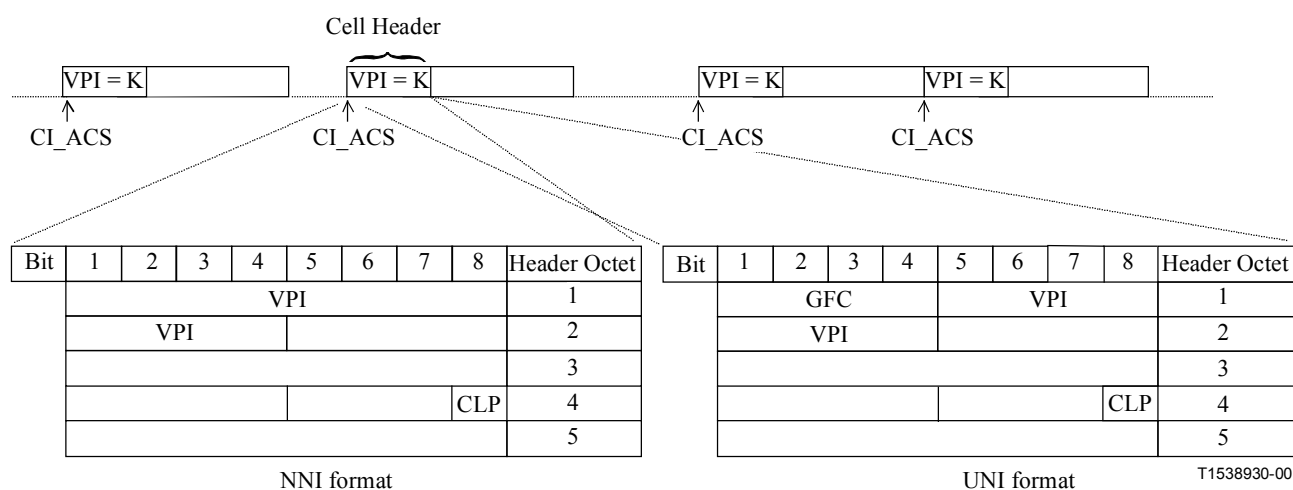 Cell Header
VPI = K VPI = K VPI = K VPI = K
CI_ACS CI_ACS CI_ACS CI_ACS
Bit 1 2 3 4 5 6 7 8 Header Octet
VPI 1
VPI 2
3
CLP 4
5
NNI format
Bit 1 2 3 4 5 6 7 8 Header Octet
GFC VPI 1
VPI 2
3
CLP 4
5
UNI format
T1538930-00